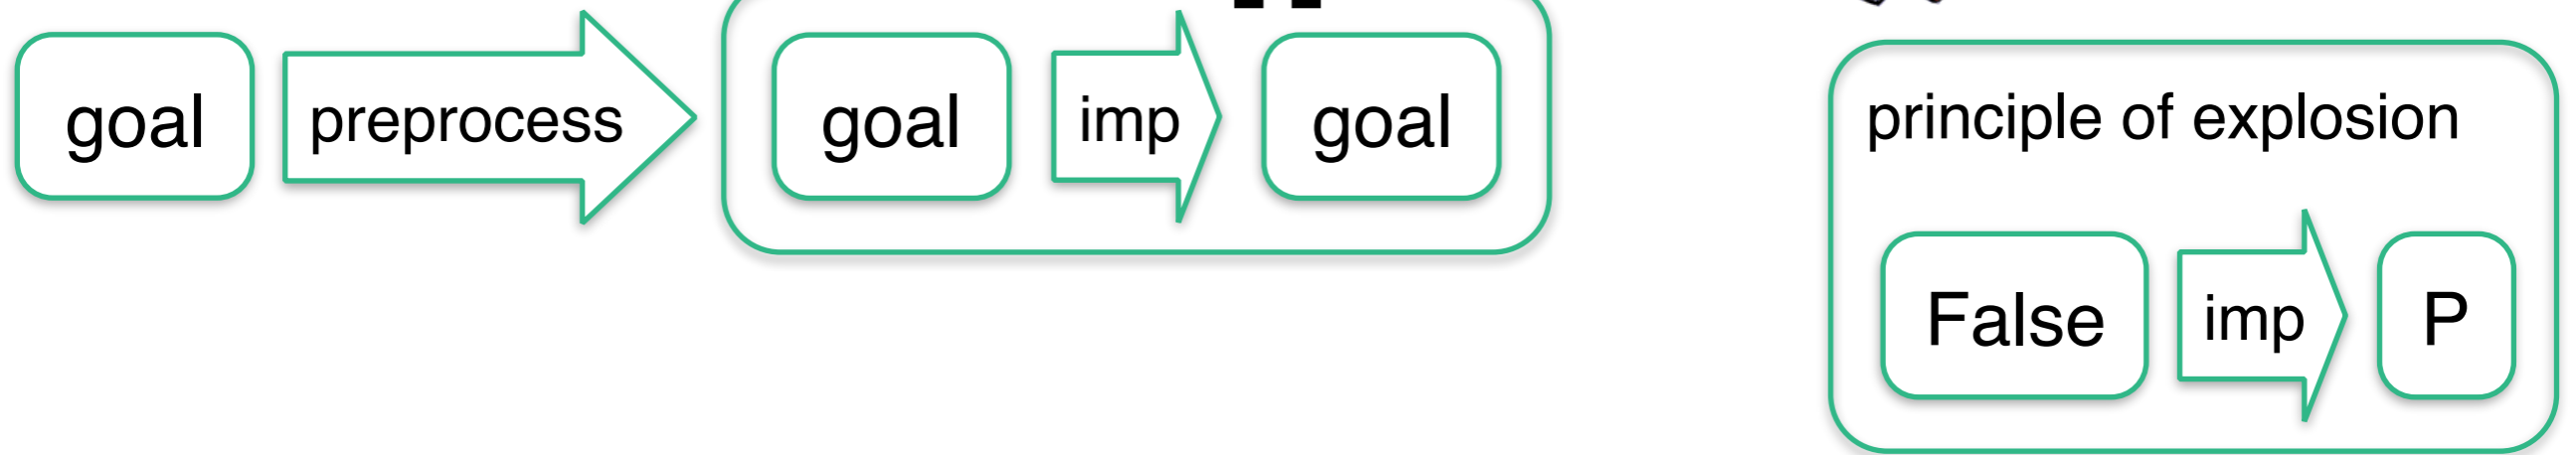 goal preprocess goal imp goal
principle of explosion
False imp P